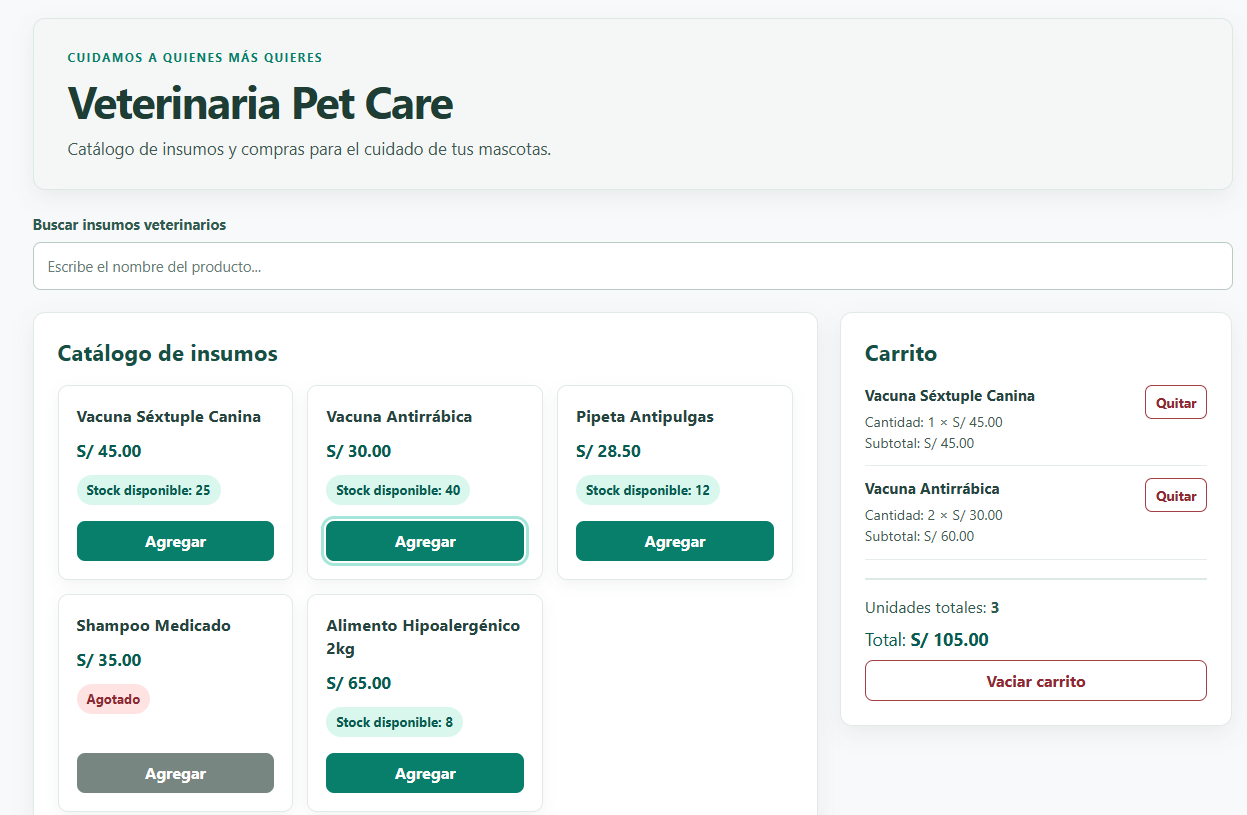 CUIDAMOS A QUIENES MÁS QUIERES
Veterinaria Pet Care
Catálogo de insumos y compras para el cuidado de tus mascotas.
Buscar insumos veterinarios
Escribe el nombre del producto...
Catálogo de insumos
Vacuna Séxtuple Canina
S/ 45.00
Stock disponible: 25
Agregar
Vacuna Antirrábica
S/ 30.00
Stock disponible: 40
Agregar
Pipeta Antipulgas
S/ 28.50
Stock disponible: 12
Agregar
Shampoo Medicado
S/ 35.00
Agotado
Agregar
Alimento Hipoalergénico
2kg
S/ 65.00
Stock disponible: 8
Agregar
Carrito
Vacuna Séxtuple Canina
Cantidad: 1 × S/ 45.00
Subtotal: S/ 45.00
Quitar
Vacuna Antirrábica
Cantidad: 2 × S/ 30.00
Subtotal: S/ 60.00
Quitar
Unidades totales: 3
Total: S/ 105.00
Vaciar carrito